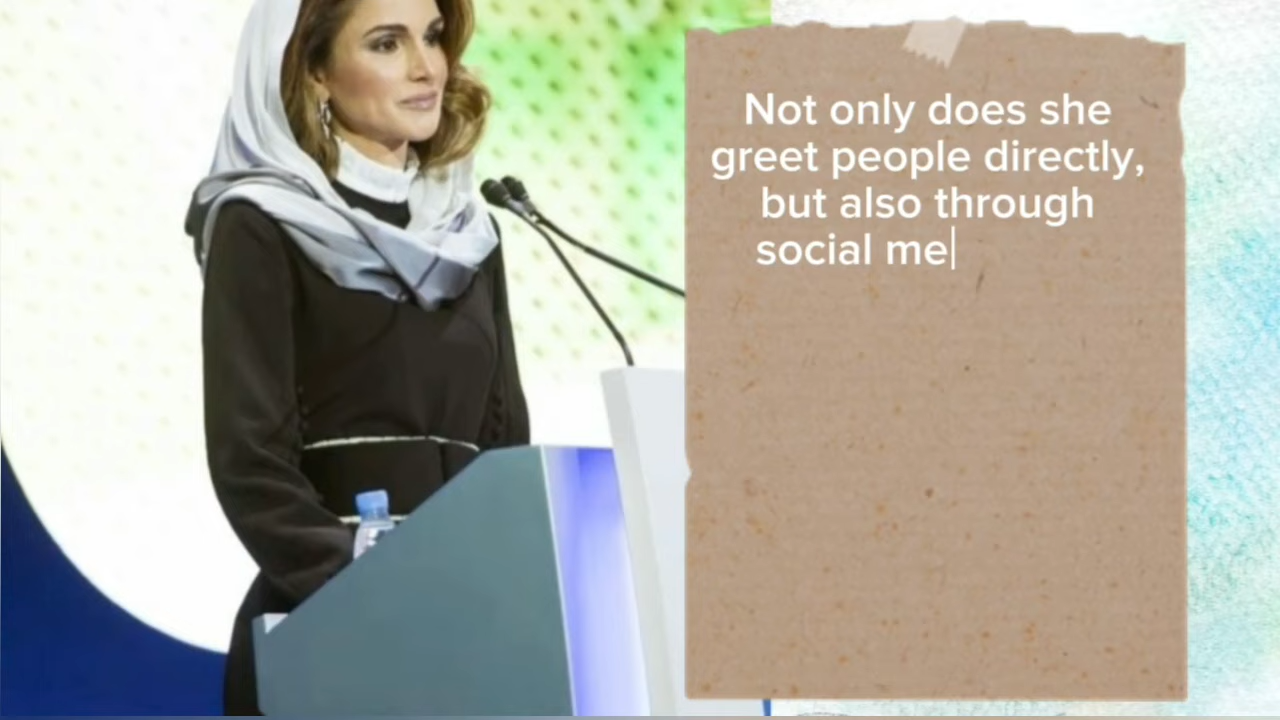 Not only does she
greet people directly,
but also through
social me